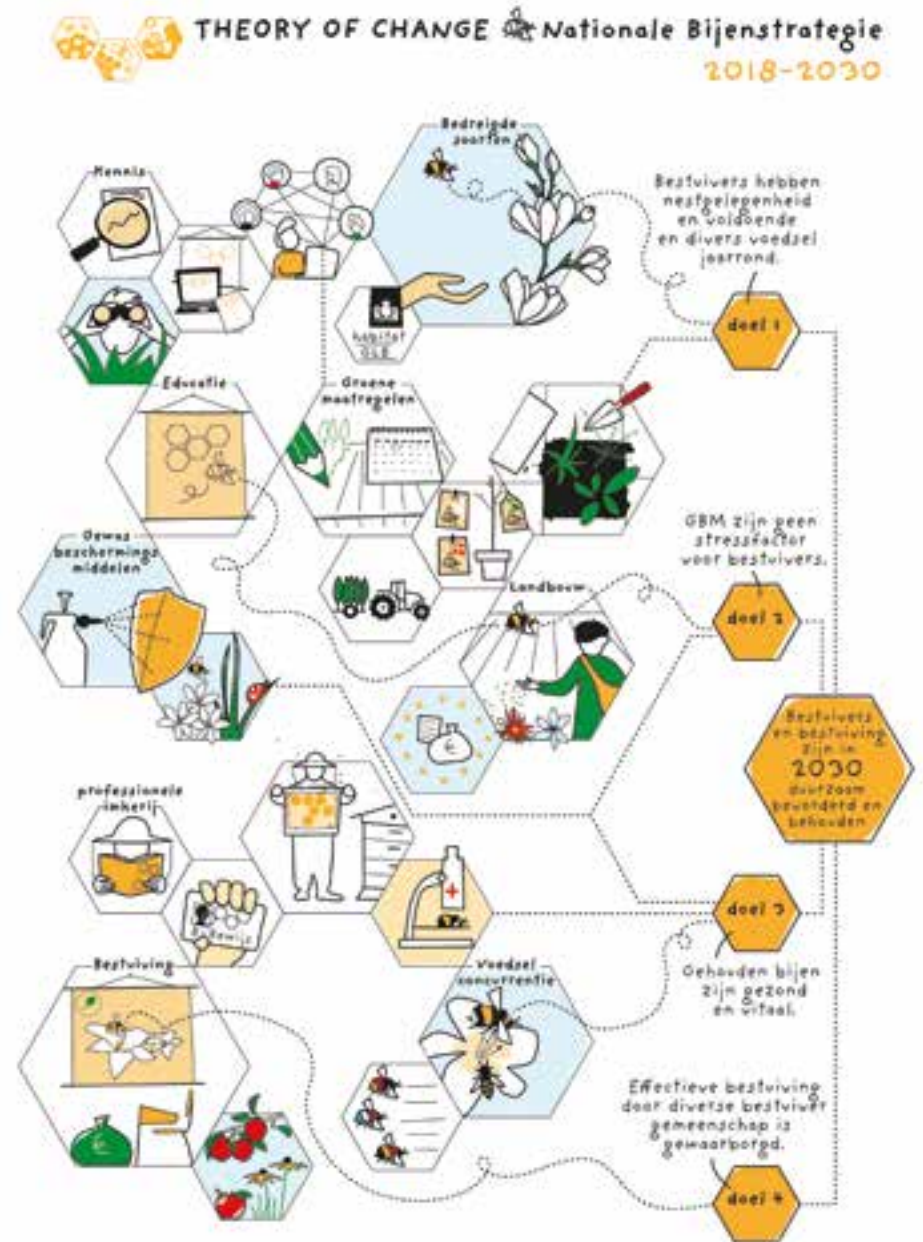 THEORY OF CHANGE Nationale Bijenstrategie
2018-2030
Bedreigde
soorten
Kennis
Bestuivers hebben
nestgelegenheid
en voldoende
en divers voedsel
jaarrond.
doel 1
habitat
GLB
Educatie
Groene
maatregelen
GBM zijn geen
stressfactor
voor bestuivers.
Gewas
beschermings
middelen
Landbouw
doel 2
Bestuivers
en bestuiving
zijn in
2030
duurzaam
bevorderd en
behouden
€
professionele
imkerij
doel 3
Bewijs
Bestuiving
Voedsel
concurrentie
Gehouden bijen
zijn gezond
en vitaal.
€
Effectieve bestuiving
door diverse bestuiver
gemeenschap is
gewaarborgd.
doel 4